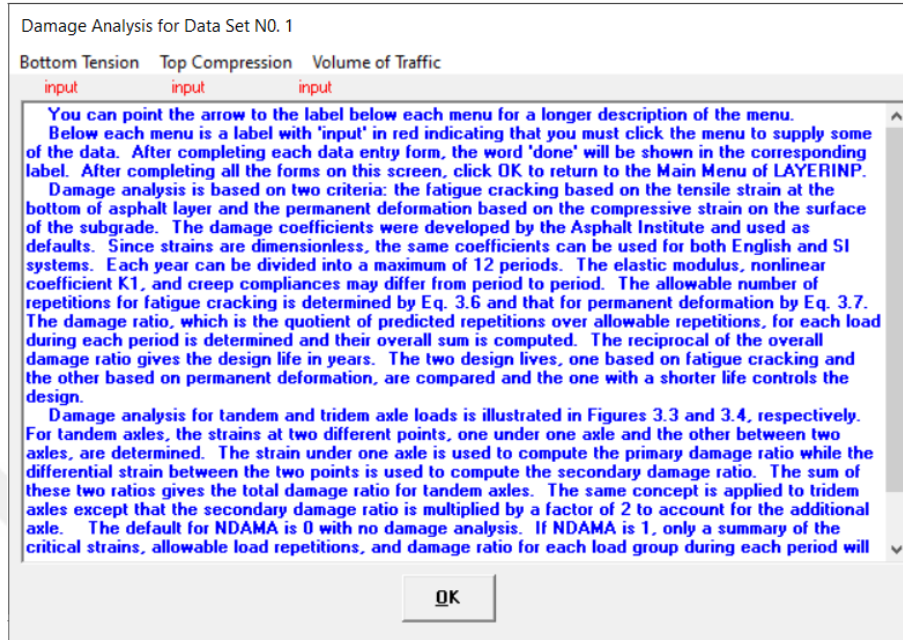 Damage Analysis for Data Set N0. 1
Bottom Tension Top Compression Volume of Traffic
input input input
You can point the arrow to the label below each menu for a longer description of the menu.
Below each menu is a label with 'input' in red indicating that you must click the menu to supply some
of the data. After completing each data entry form, the word 'done' will be shown in the corresponding
label. After completing all the forms on this screen, click OK to return to the Main Menu of LAYERINP.
Damage analysis is based on two criteria: the fatigue cracking based on the tensile strain at the
bottom of asphalt layer and the permanent deformation based on the compressive strain on the surface
of the subgrade. The damage coefficients were developed by the Asphalt Institute and used as
defaults. Since strains are dimensionless, the same coefficients can be used for both English and SI
systems. Each year can be divided into a maximum of 12 periods. The elastic modulus, nonlinear
coefficient K1, and creep compliances may differ from period to period. The allowable number of
repetitions for fatigue cracking is determined by Eq. 3.6 and that for permanent deformation by Eq. 3.7.
The damage ratio, which is the quotient of predicted repetitions over allowable repetitions, for each load
during each period is determined and their overall sum is computed. The reciprocal of the overall
damage ratio gives the design life in years. The two design lives, one based on fatigue cracking and
the other based on permanent deformation, are compared and the one with a shorter life controls the
design.
Damage analysis for tandem and tridem axle loads is illustrated in Figures 3.3 and 3.4, respectively.
For tandem axles, the strains at two different points, one under one axle and the other between two
axles, are determined. The strain under one axle is used to compute the primary damage ratio while the
differential strain between the two points is used to compute the secondary damage ratio. The sum of
these two ratios gives the total damage ratio for tandem axles. The same concept is applied to tridem
axles except that the secondary damage ratio is multiplied by a factor of 2 to account for the additional
axle. The default for NDAMA is 0 with no damage analysis. If NDAMA is 1, only a summary of the
critical strains, allowable load repetitions, and damage ratio for each load group during each period will
OK